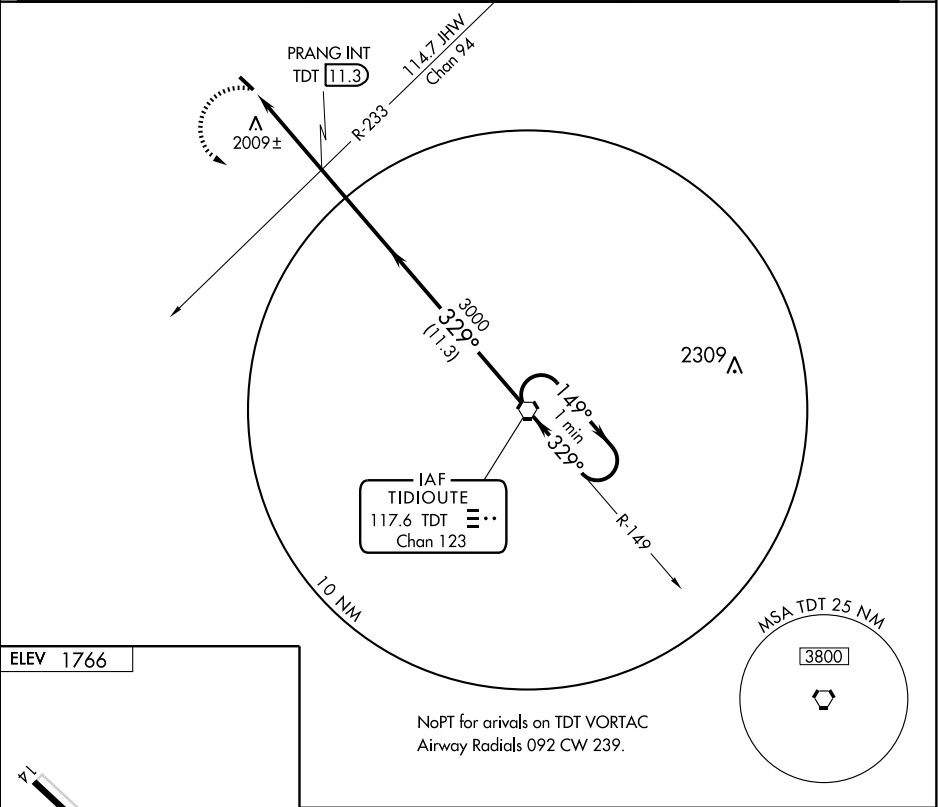 PRANG INT
TDT 11.3
114.7 JHW
Chan 94
R-233
2009±
3000
329°
(11.3)
2309
149°
1 min
329°
IAF
TIDIOUTE
117.6 TDT
Chan 123
R-149
10 NM
MSA TDT 25 NM
3800
ELEV 1766
NoPT for arivals on TDT VORTAC
Airway Radials 092 CW 239.
14